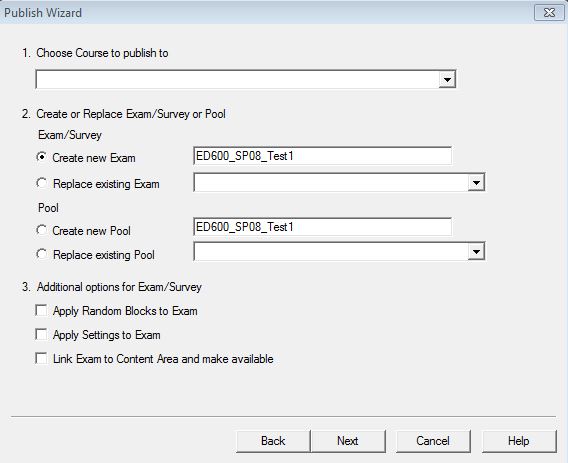 Publish Wizard
1. Choose Course to publish to
2. Create or Replace Exam/Survey or Pool
Exam/Survey
Create new Exam ED600_SP08_Test1
Replace existing Exam
Pool
Create new Pool ED600_SP08_Test1
Replace existing Pool
3. Additional options for Exam/Survey
Apply Random Blocks to Exam
Apply Settings to Exam
Link Exam to Content Area and make available
Back Next Cancel Help